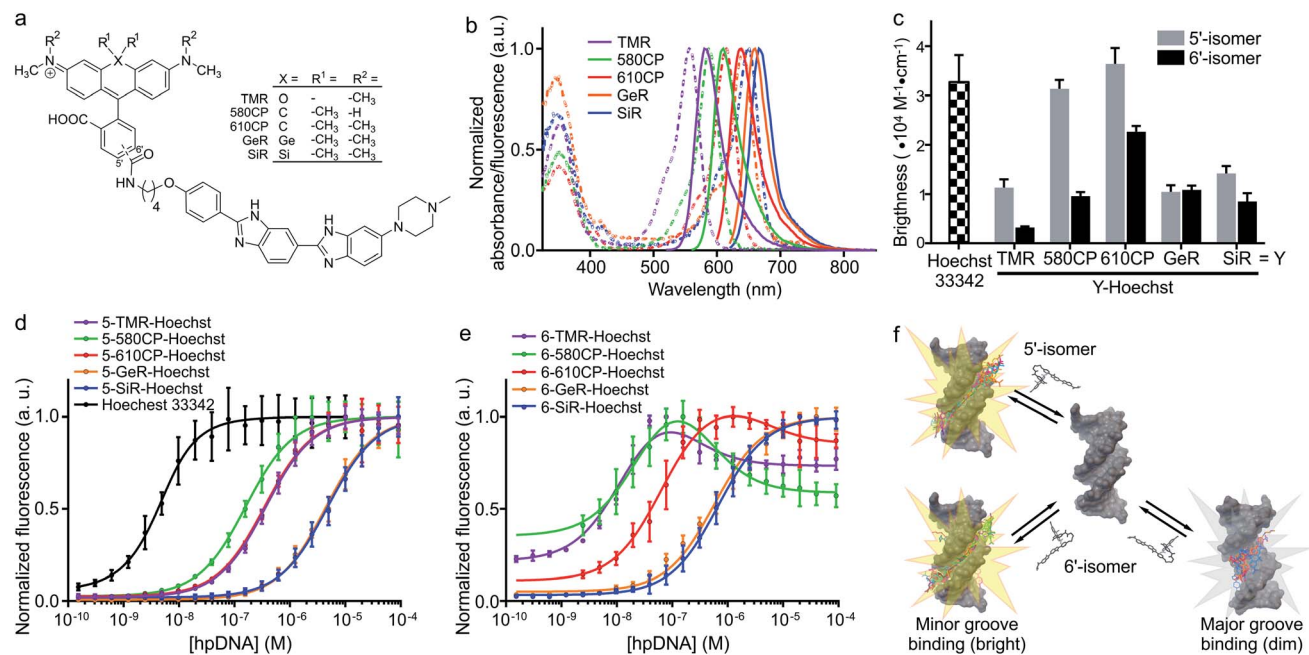 a
R² R¹ R¹ R²
H₃C N ⊕ X N CH₃
HOOC
5' 6' O
HN O
4
H N N H N N N N
X = R¹ = R² =
TMR O - -CH₃
580CP C -CH₃ -H
610CP C -CH₃ -CH₃
GeR Ge -CH₃ -CH₃
SiR Si -CH₃ -CH₃
b
Normalized
absorbance/fluorescence (a.u.)
1.0
0.5
0.0
TMR
580CP
610CP
GeR
SiR
400 500 600 700 800
Wavelength (nm)
c
Brigthness ( •10⁴ M⁻¹•cm⁻¹)
4
3
2
1
0
5'-isomer
6'-isomer
Hoechst
33342
TMR 580CP 610CP GeR SiR = Y
Y-Hoechst
d
5-TMR-Hoechst
5-580CP-Hoechst
5-610CP-Hoechst
5-GeR-Hoechst
5-SiR-Hoechst
Hoechest 33342
Normalized fluorescence (a. u.)
1.0
0.5
0.0
10⁻¹⁰ 10⁻⁹ 10⁻⁸ 10⁻⁷ 10⁻⁶ 10⁻⁵ 10⁻⁴
[hpDNA] (M)
e
6-TMR-Hoechst
6-580CP-Hoechst
6-610CP-Hoechst
6-GeR-Hoechst
6-SiR-Hoechst
Normalized fluorescence (a. u.)
1.0
0.5
0.0
10⁻¹⁰ 10⁻⁹ 10⁻⁸ 10⁻⁷ 10⁻⁶ 10⁻⁵ 10⁻⁴
[hpDNA] (M)
f
5'-isomer
6'-isomer
Minor groove
binding (bright)
Major groove
binding (dim)